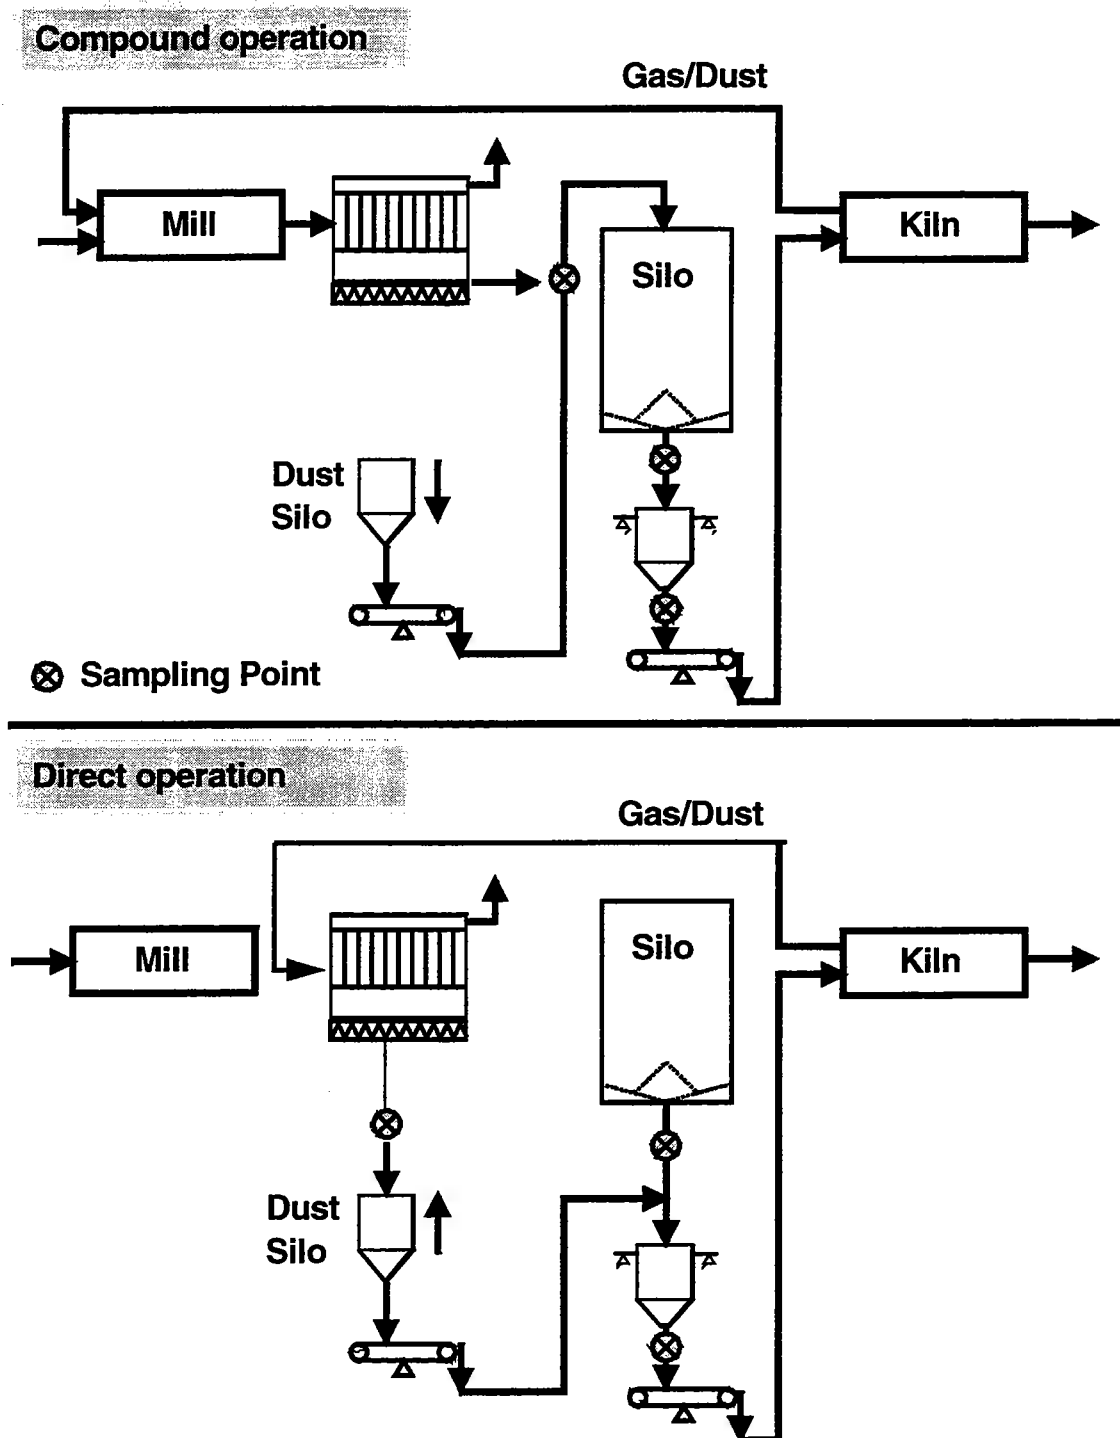 Compound operation
Gas/Dust
Mill
Kiln
Silo
Dust
Silo
Sampling Point
Direct operation
Gas/Dust
Mill
Silo
Kiln
Dust
Silo